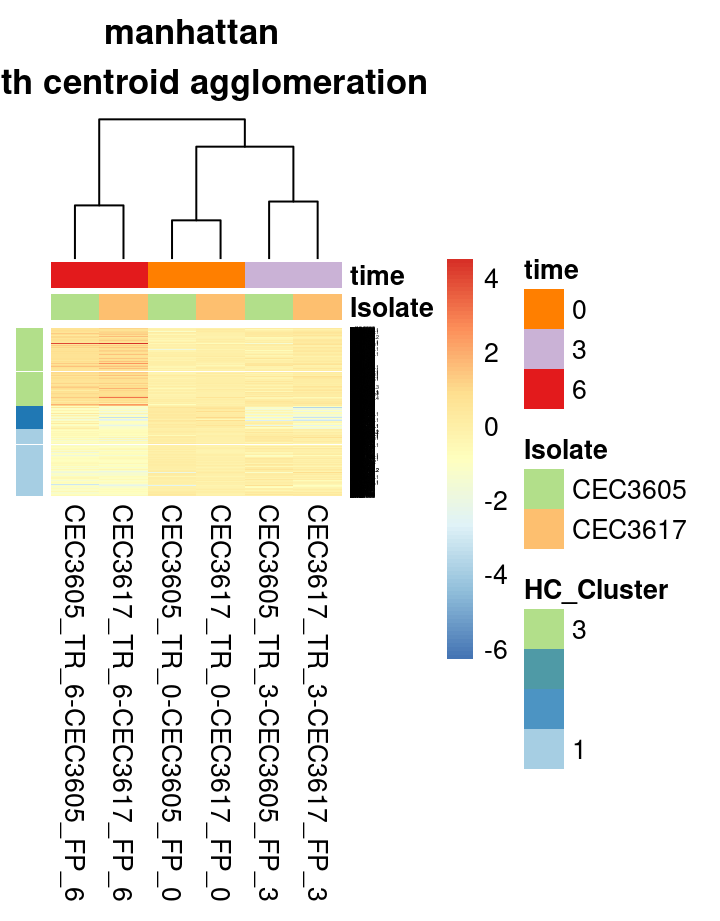 manhattan
th centroid agglomeration
time
Isolate
4
2
0
-2
-4
-6
time
0
3
6
Isolate
CEC3605
CEC3617
HC_Cluster
3
1
CEC3605_TR_6-CEC3605_FP_6
CEC3617_TR_6-CEC3617_FP_6
CEC3605_TR_0-CEC3605_FP_0
CEC3617_TR_0-CEC3617_FP_0
CEC3605_TR_3-CEC3605_FP_3
CEC3617_TR_3-CEC3617_FP_3